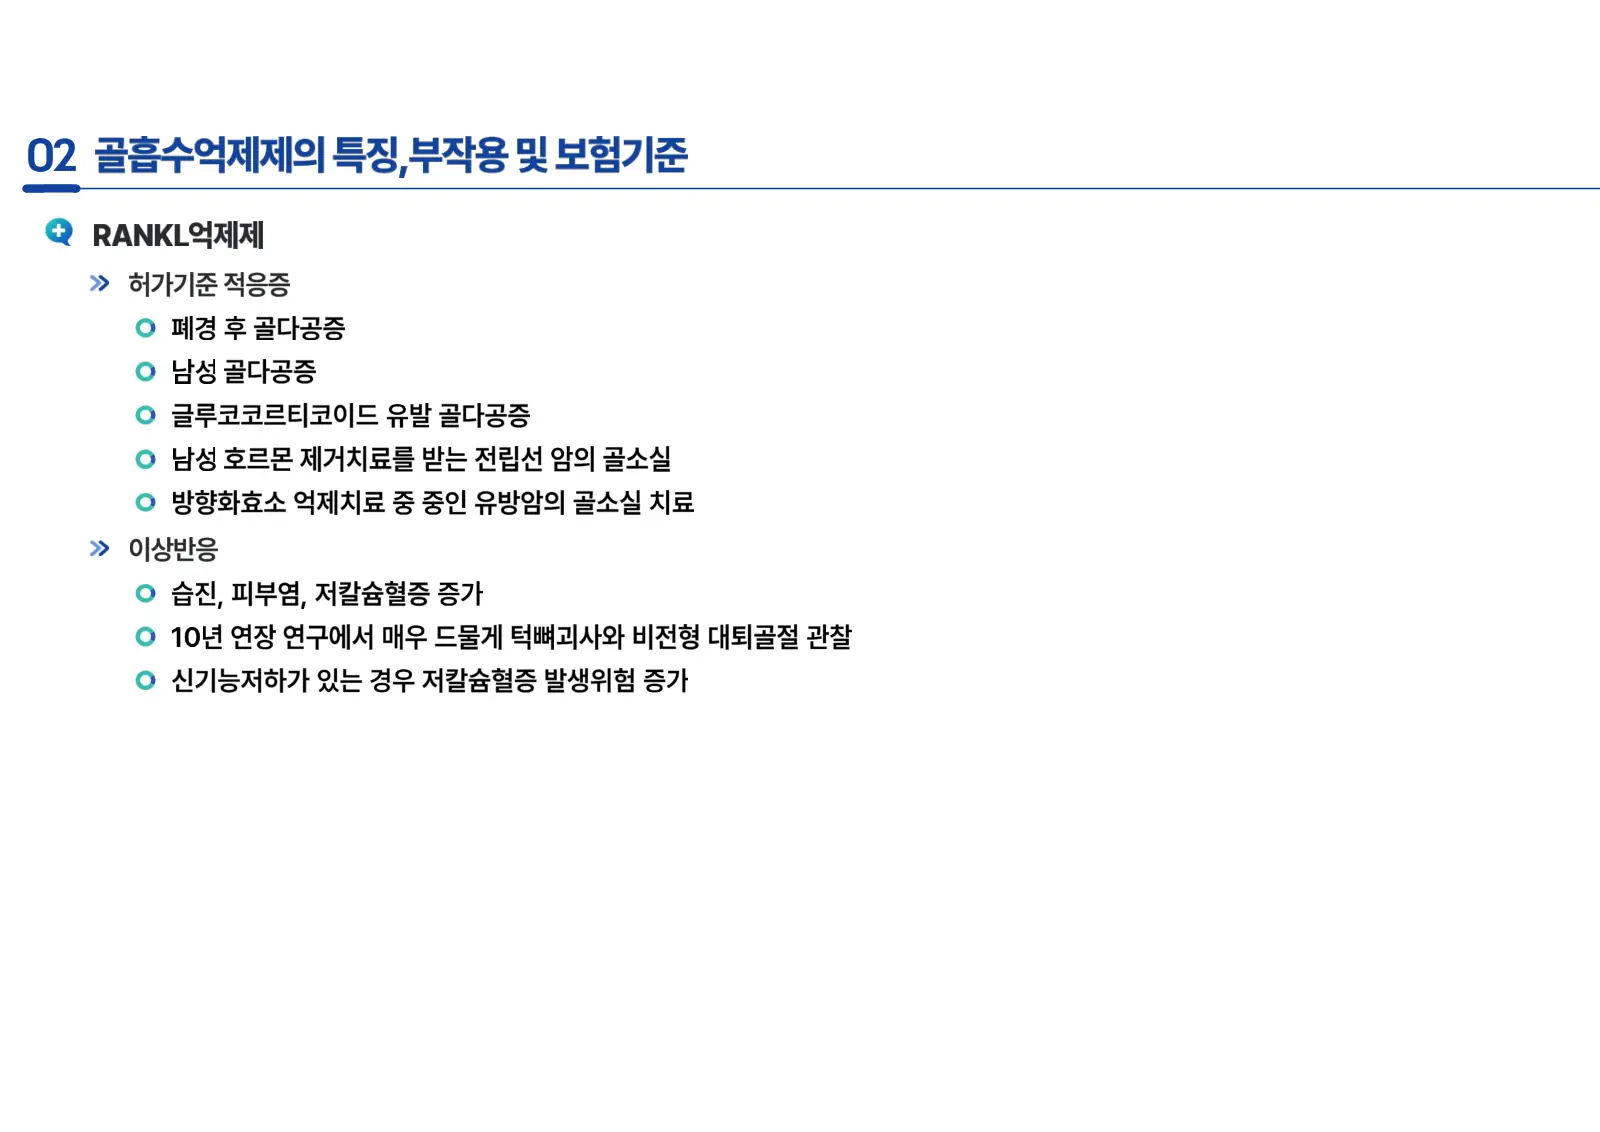 02 골흡수억제제의 특징,부작용 및 보험기준
RANKL억제제
허가기준 적응증
폐경 후 골다공증
남성 골다공증
글루코코르티코이드 유발 골다공증
남성 호르몬 제거치료를 받는 전립선 암의 골소실
방향화효소 억제치료 중 중인 유방암의 골소실 치료
이상반응
습진, 피부염, 저칼슘혈증 증가
10년 연장 연구에서 매우 드물게 턱뼈괴사와 비전형 대퇴골절 관찰
신기능저하가 있는 경우 저칼슘혈증 발생위험 증가